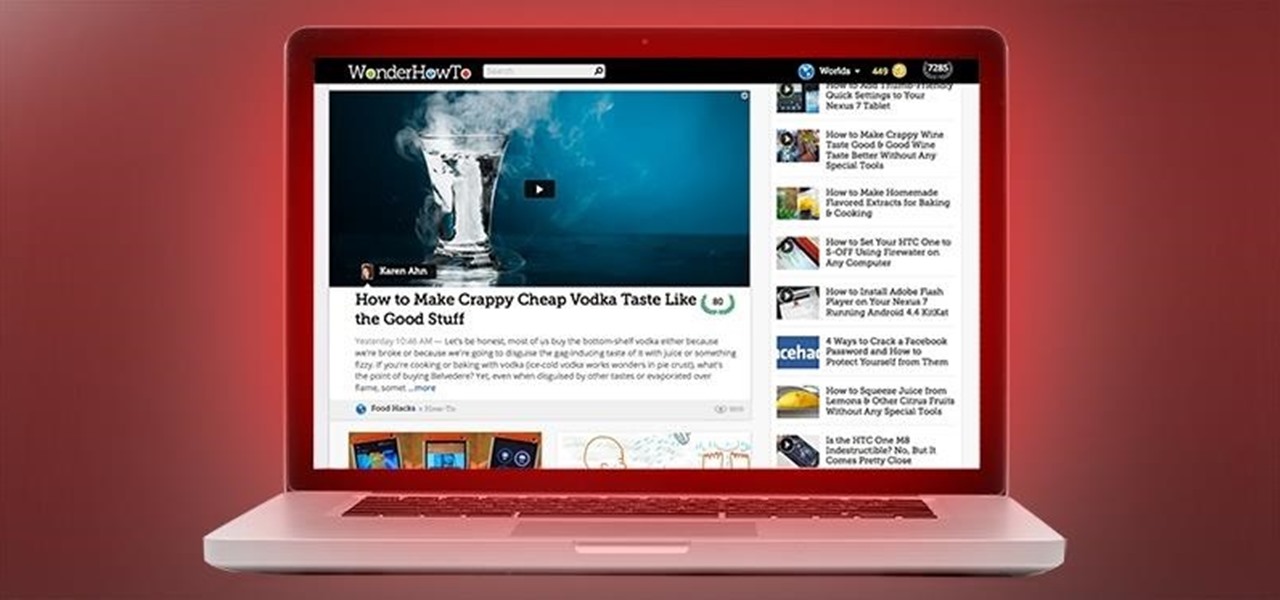 WonderHowTo
Search
Worlds
449
7285
Karen Ahn
How to Make Crappy Cheap Vodka Taste Like
the Good Stuff
80
Yesterday 10:46 AM — Let's be honest, most of us buy the bottom-shelf vodka either because
we're broke or because we're going to disguise the gag-inducing taste of it with juice or something
fizzy. If you're cooking or baking with vodka (ice-cold vodka works wonders in pie crust), what's
the point of buying Belvedere? Yet, even when disguised by other tastes or evaporated over
flame, somet ...more
Food Hacks
How-To
How to Add Thumb-Friendly
Quick Settings to Your
Nexus 7 Tablet
How to Make Crappy Wine
Taste Good & Good Wine
Taste Better Without Any
Special Tools
How to Make Homemade
Flavored Extracts for Baking
& Cooking
How to Set Your HTC One to
S-OFF Using Firewater on
Any Computer
How to Install Adobe Flash
Player on Your Nexus 7
Running Android 4.4 KitKat
acebac
4 Ways to Crack a Facebook
Password and How to
Protect Yourself from Them
How to Squeeze Juice from
Lemons & Other Citrus Fruits
Without Any Special Tools
Is the HTC One M8
Indestructible? No, But It
Comes Pretty Close